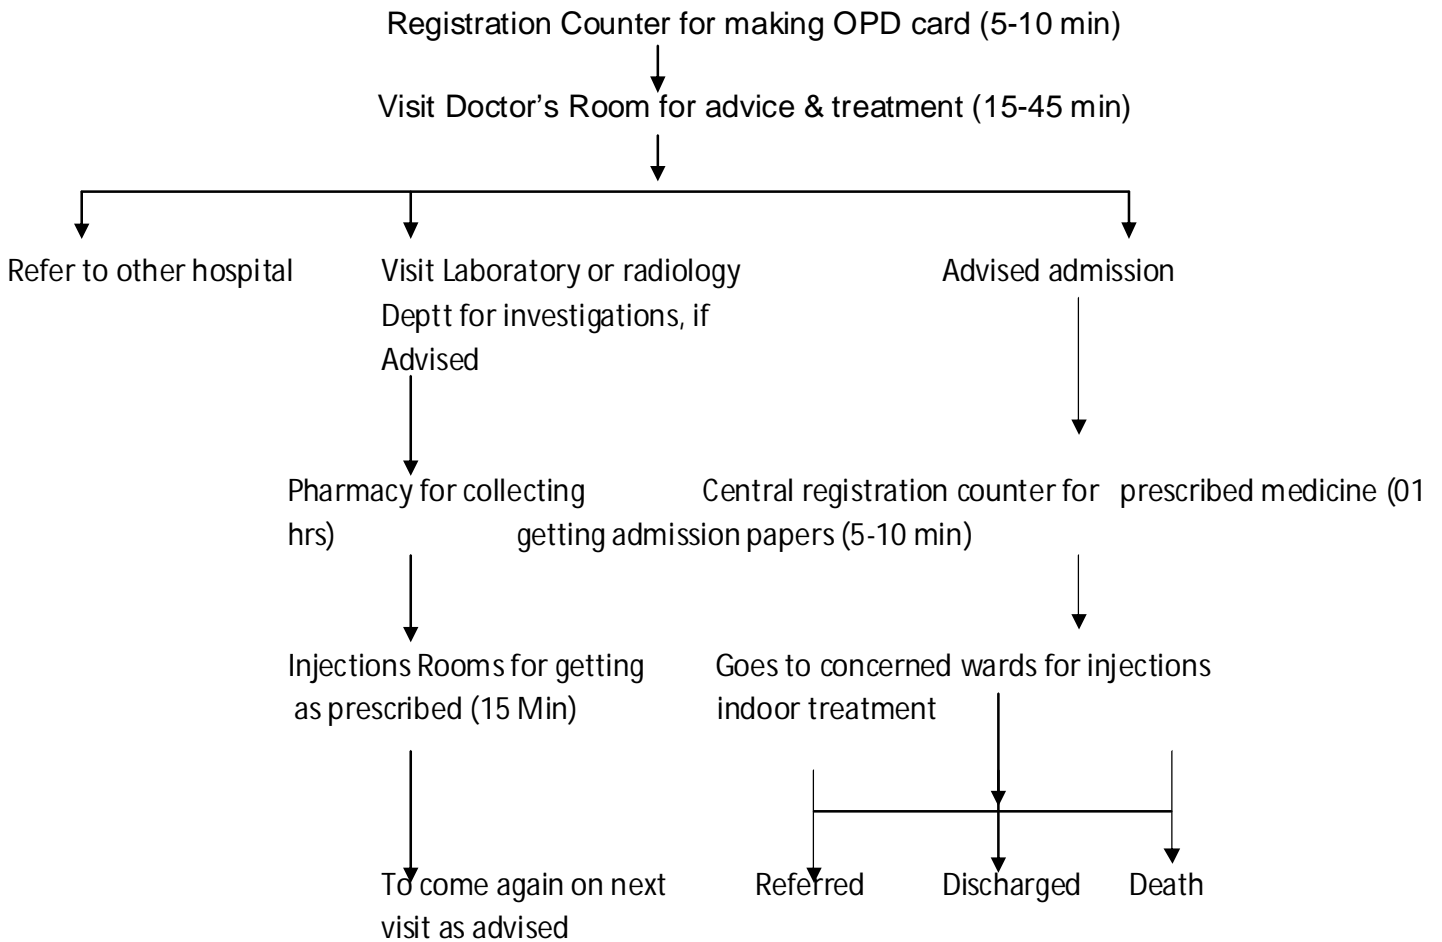 Registration Counter for making OPD card (5-10 min)
Visit Doctor’s Room for advice & treatment (15-45 min)
Refer to other hospital
Visit Laboratory or radiology
Deptt for investigations, if
Advised
Advised admission
Pharmacy for collecting Central registration counter for prescribed medicine (01
hrs) getting admission papers (5-10 min)
Injections Rooms for getting Goes to concerned wards for injections
as prescribed (15 Min) indoor treatment
To come again on next
visit as advised
Referred
Discharged
Death